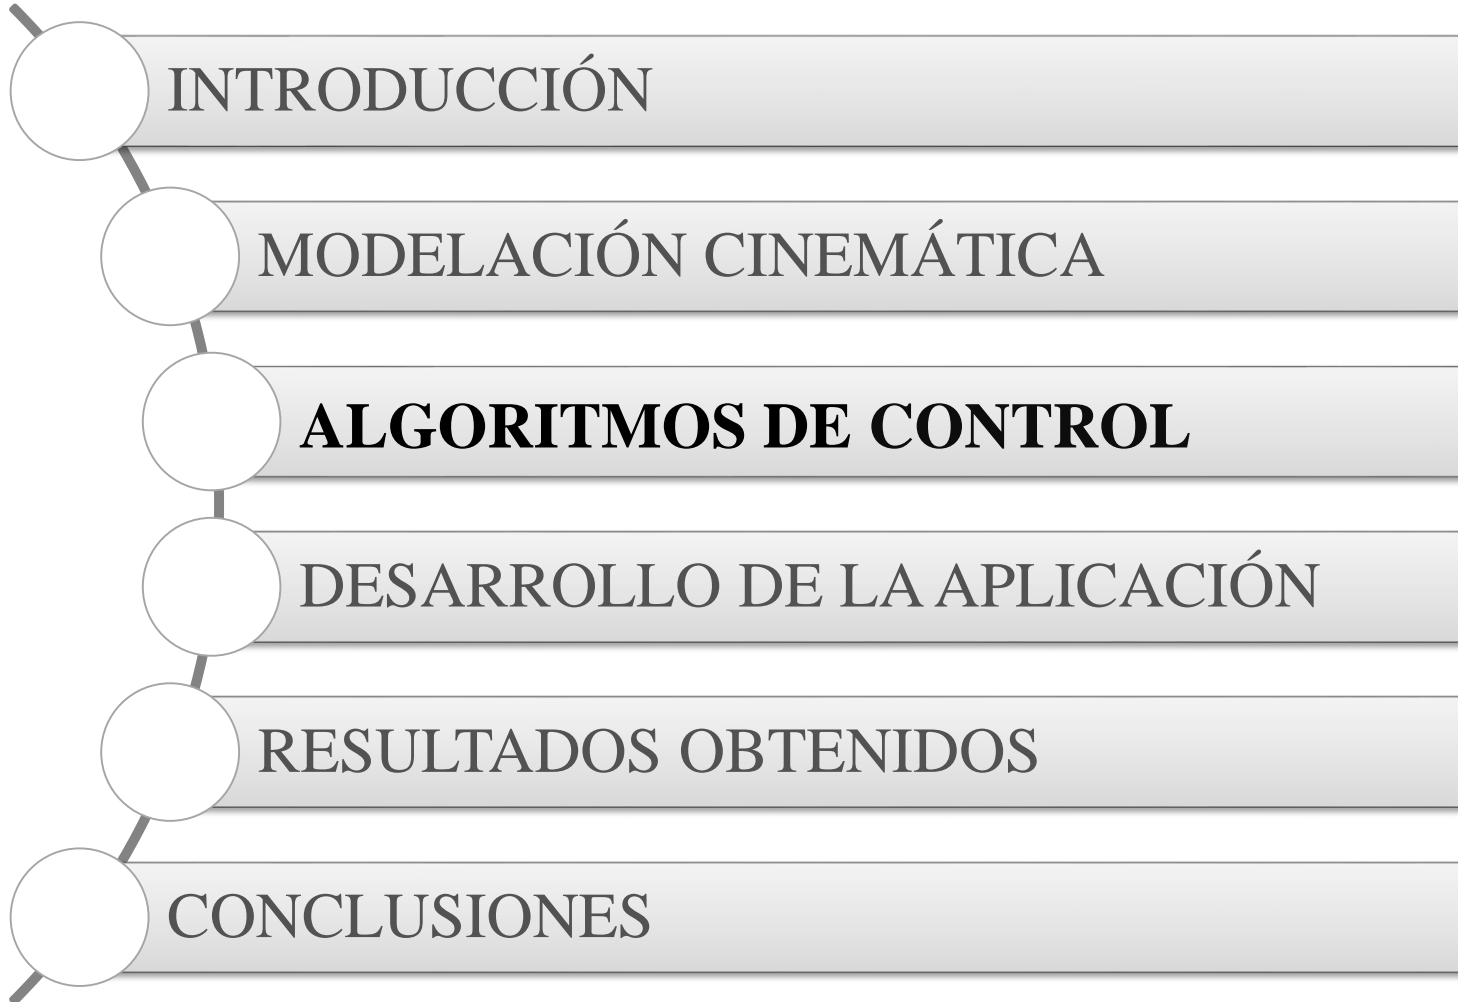 INTRODUCCIÓN
MODELACIÓN CINEMÁTICA
ALGORITMOS DE CONTROL
DESARROLLO DE LA APLICACIÓN
RESULTADOS OBTENIDOS
CONCLUSIONES